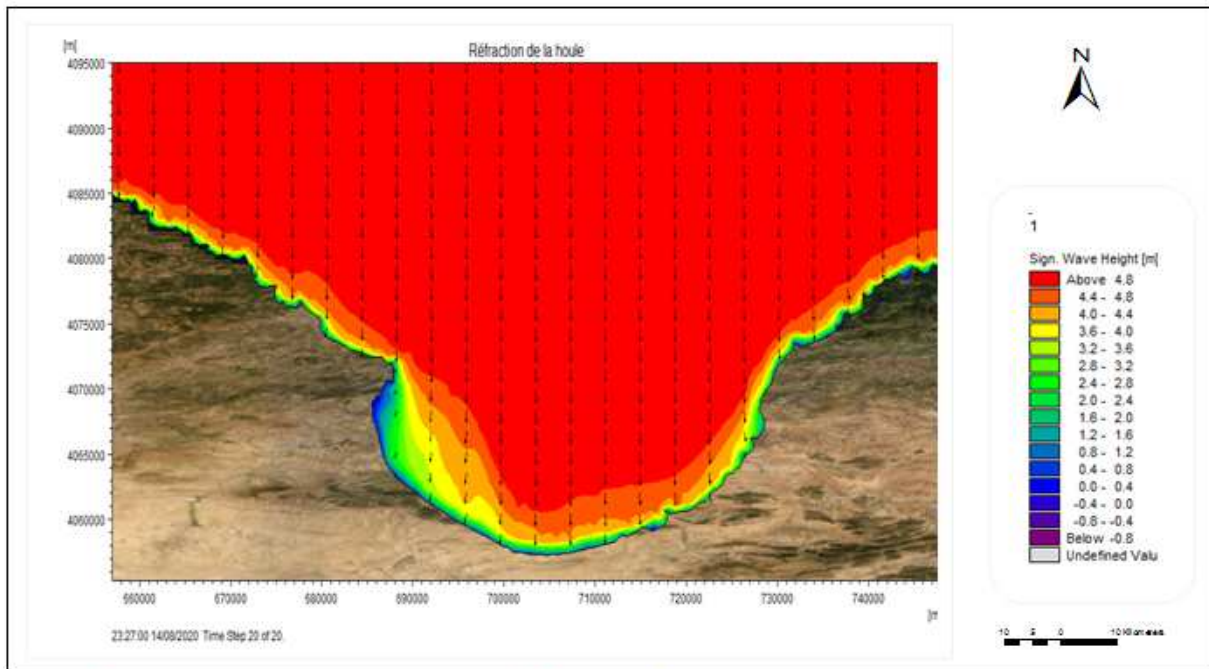 [m]
Réfraction de la houle
N
4095000
4090000
4085000
4080000
4075000
4070000
4065000
4060000
660000 670000 680000 690000 700000 710000 720000 730000 740000
[m
23:27:00 14/08/2020 Time Step 20 of 20.
-
1
Sign. Wave Height [m]
Above 4.8
4.4 - 4.8
4.0 - 4.4
3.6 - 4.0
3.2 - 3.6
2.8 - 3.2
2.4 - 2.8
2.0 - 2.4
1.6 - 2.0
1.2 - 1.6
0.8 - 1.2
0.4 - 0.8
0.0 - 0.4
-0.4 - 0.0
-0.8 - -0.4
Below -0.8
Undefined Valu
10 5 0 10 Kilometers